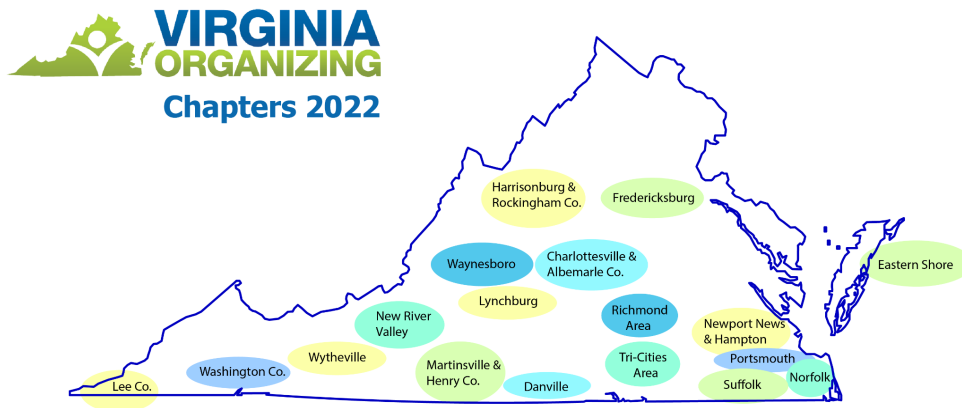 VIRGINIA
ORGANIZING
Chapters 2022
Harrisonburg &
Rockingham Co.
Fredericksburg
Waynesboro
Charlottesville &
Albemarle Co.
Eastern Shore
Lynchburg
New River
Valley
Richmond
Area
Newport News
& Hampton
Wytheville
Martinsville &
Henry Co.
Tri-Cities
Area
Portsmouth
Washington Co.
Norfolk
Lee Co.
Danville
Suffolk